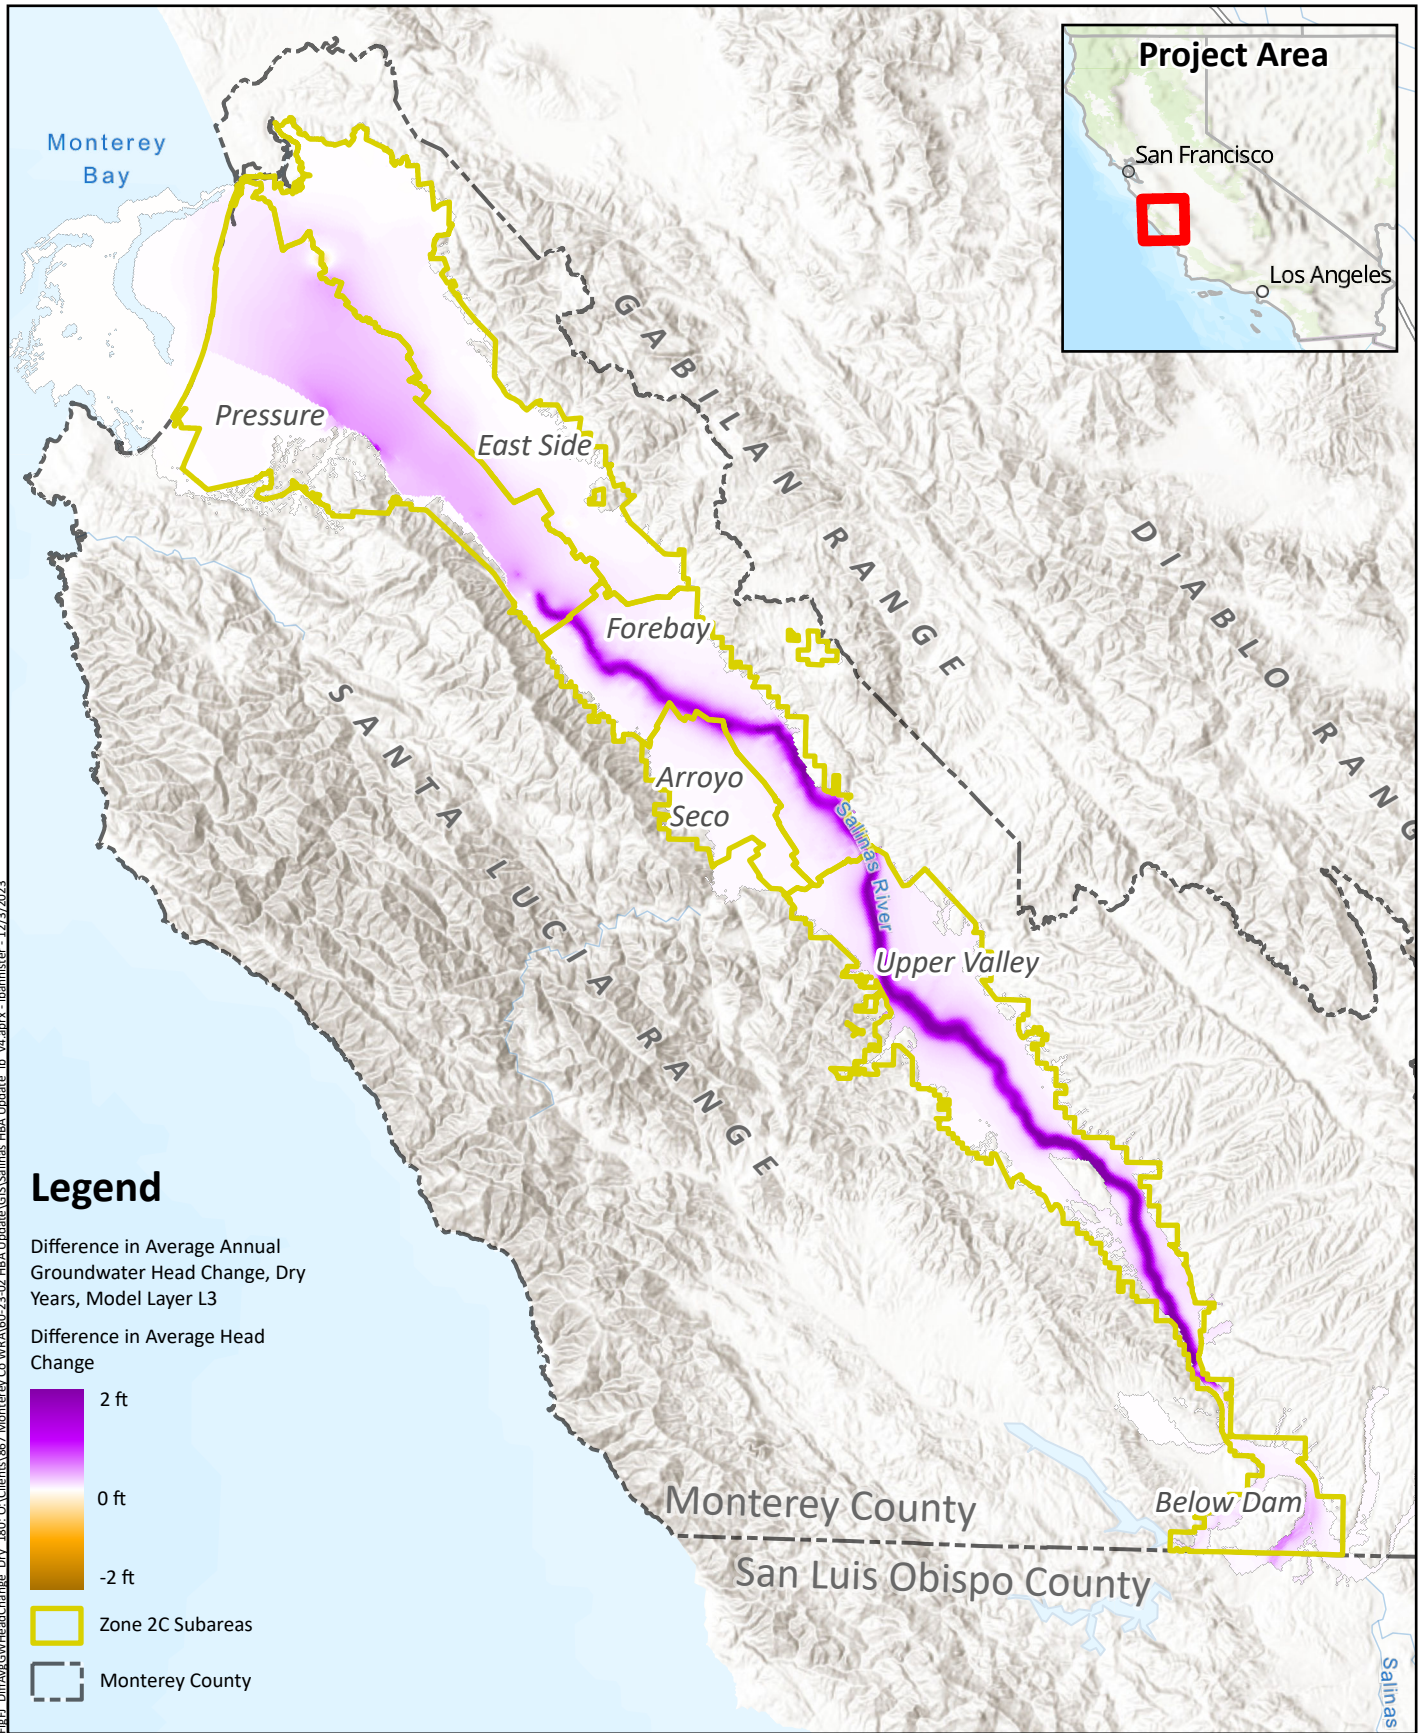 Project Area
San Francisco
Los Angeles
Monterey
Bay
GABILAN RANGE
DIABLO RANG
Pressure
East Side
Forebay
Arroyo
Seco
Salinas River
SANTA LUCIA RANGE
Upper Valley
Below Dam
Monterey County
San Luis Obispo County
Salinas
Legend
Difference in Average Annual
Groundwater Head Change, Dry
Years, Model Layer L3
Difference in Average Head
Change
2 ft
0 ft
-2 ft
Zone 2C Subareas
Monterey County